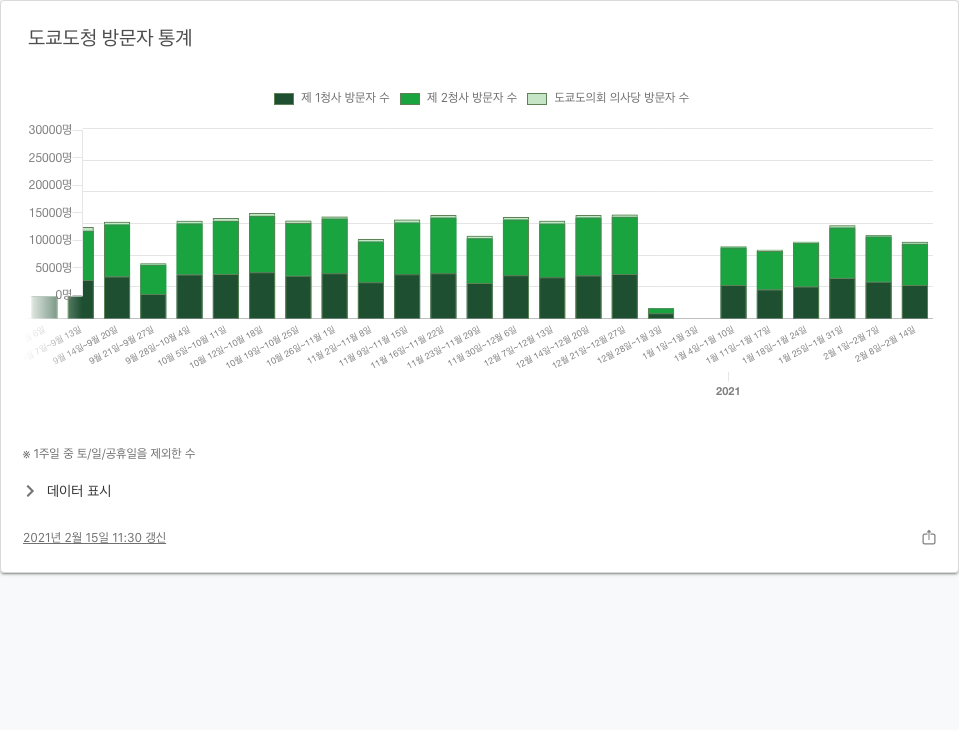 도쿄도청 방문자 통계
제 1청사 방문자 수 제 2청사 방문자 수 도쿄도의회 의사당 방문자 수
30000명
25000명
20000명
15000명
10000명
5000명
0명
7일~9월 13일
9월 14일~9월 20일
9월 21일~9월 27일
9월 28일~10월 4일
10월 5일~10월 11일
10월 12일~10월 18일
10월 19일~10월 25일
10월 26일~11월 1일
11월 2일~11월 8일
11월 9일~11월 15일
11월 16일~11월 22일
11월 23일~11월 29일
11월 30일~12월 6일
12월 7일~12월 13일
12월 14일~12월 20일
12월 21일~12월 27일
12월 28일~1월 3일
1월 1일~1월 3일
1월 4일~1월 10일
1월 11일~1월 17일
1월 18일~1월 24일
1월 25일~1월 31일
2월 1일~2월 7일
2월 8일~2월 14일
2021
※ 1주일 중 토/일/공휴일을 제외한 수
데이터 표시
2021년 2월 15일 11:30 갱신